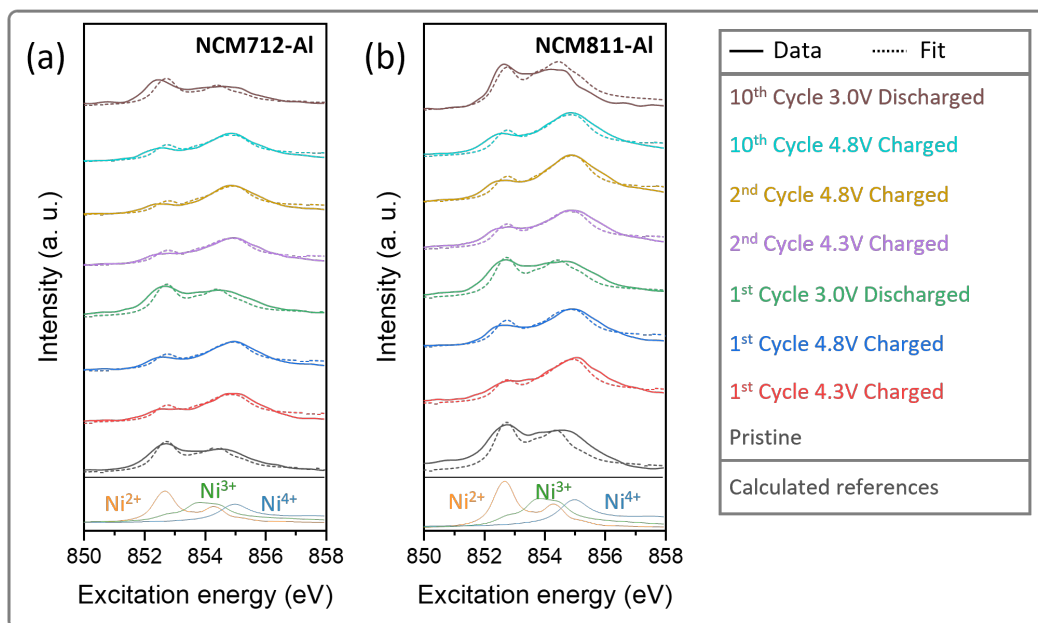 (a)
NCM712-Al
Intensity (a. u.)
Ni2+
Ni3+
Ni4+
850 852 854 856 858
Excitation energy (eV)
(b)
NCM811-Al
Intensity (a. u.)
Ni2+
Ni3+
Ni4+
850 852 854 856 858
Excitation energy (eV)
Data Fit
10th Cycle 3.0V Discharged
10th Cycle 4.8V Charged
2nd Cycle 4.8V Charged
2nd Cycle 4.3V Charged
1st Cycle 3.0V Discharged
1st Cycle 4.8V Charged
1st Cycle 4.3V Charged
Pristine
Calculated references